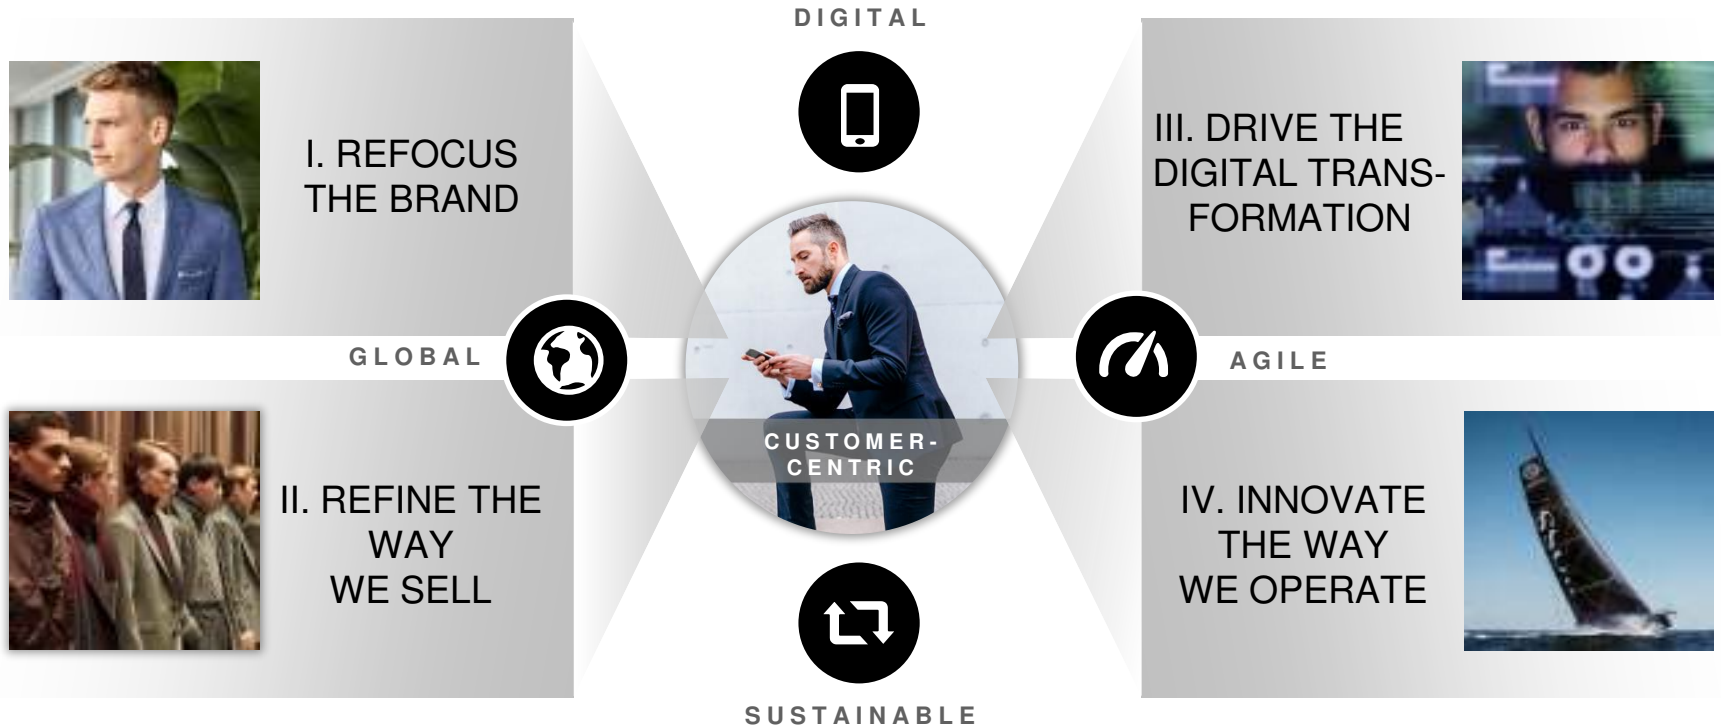 DIGITAL
I. REFOCUS
THE BRAND
III. DRIVE THE
DIGITAL TRANS-
FORMATION
GLOBAL
AGILE
CUSTOMER-
CENTRIC
II. REFINE THE
WAY
WE SELL
IV. INNOVATE
THE WAY
WE OPERATE
SUSTAINABLE